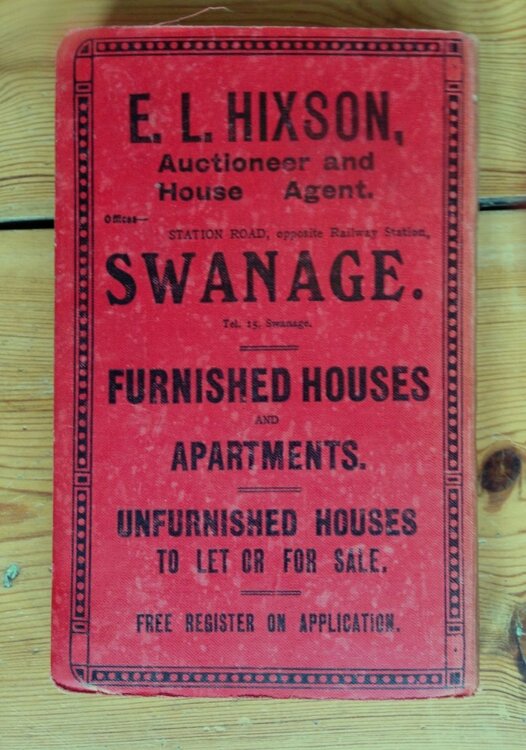 E. L. HIXSON,
Auctioneer and
House Agent.
Offices—
STATION ROAD, opposite Railway Station,
SWANAGE.
Tel. 15. Swanage.
FURNISHED HOUSES
AND
APARTMENTS.
UNFURNISHED HOUSES
TO LET OR FOR SALE.
FREE REGISTER ON APPLICATION.